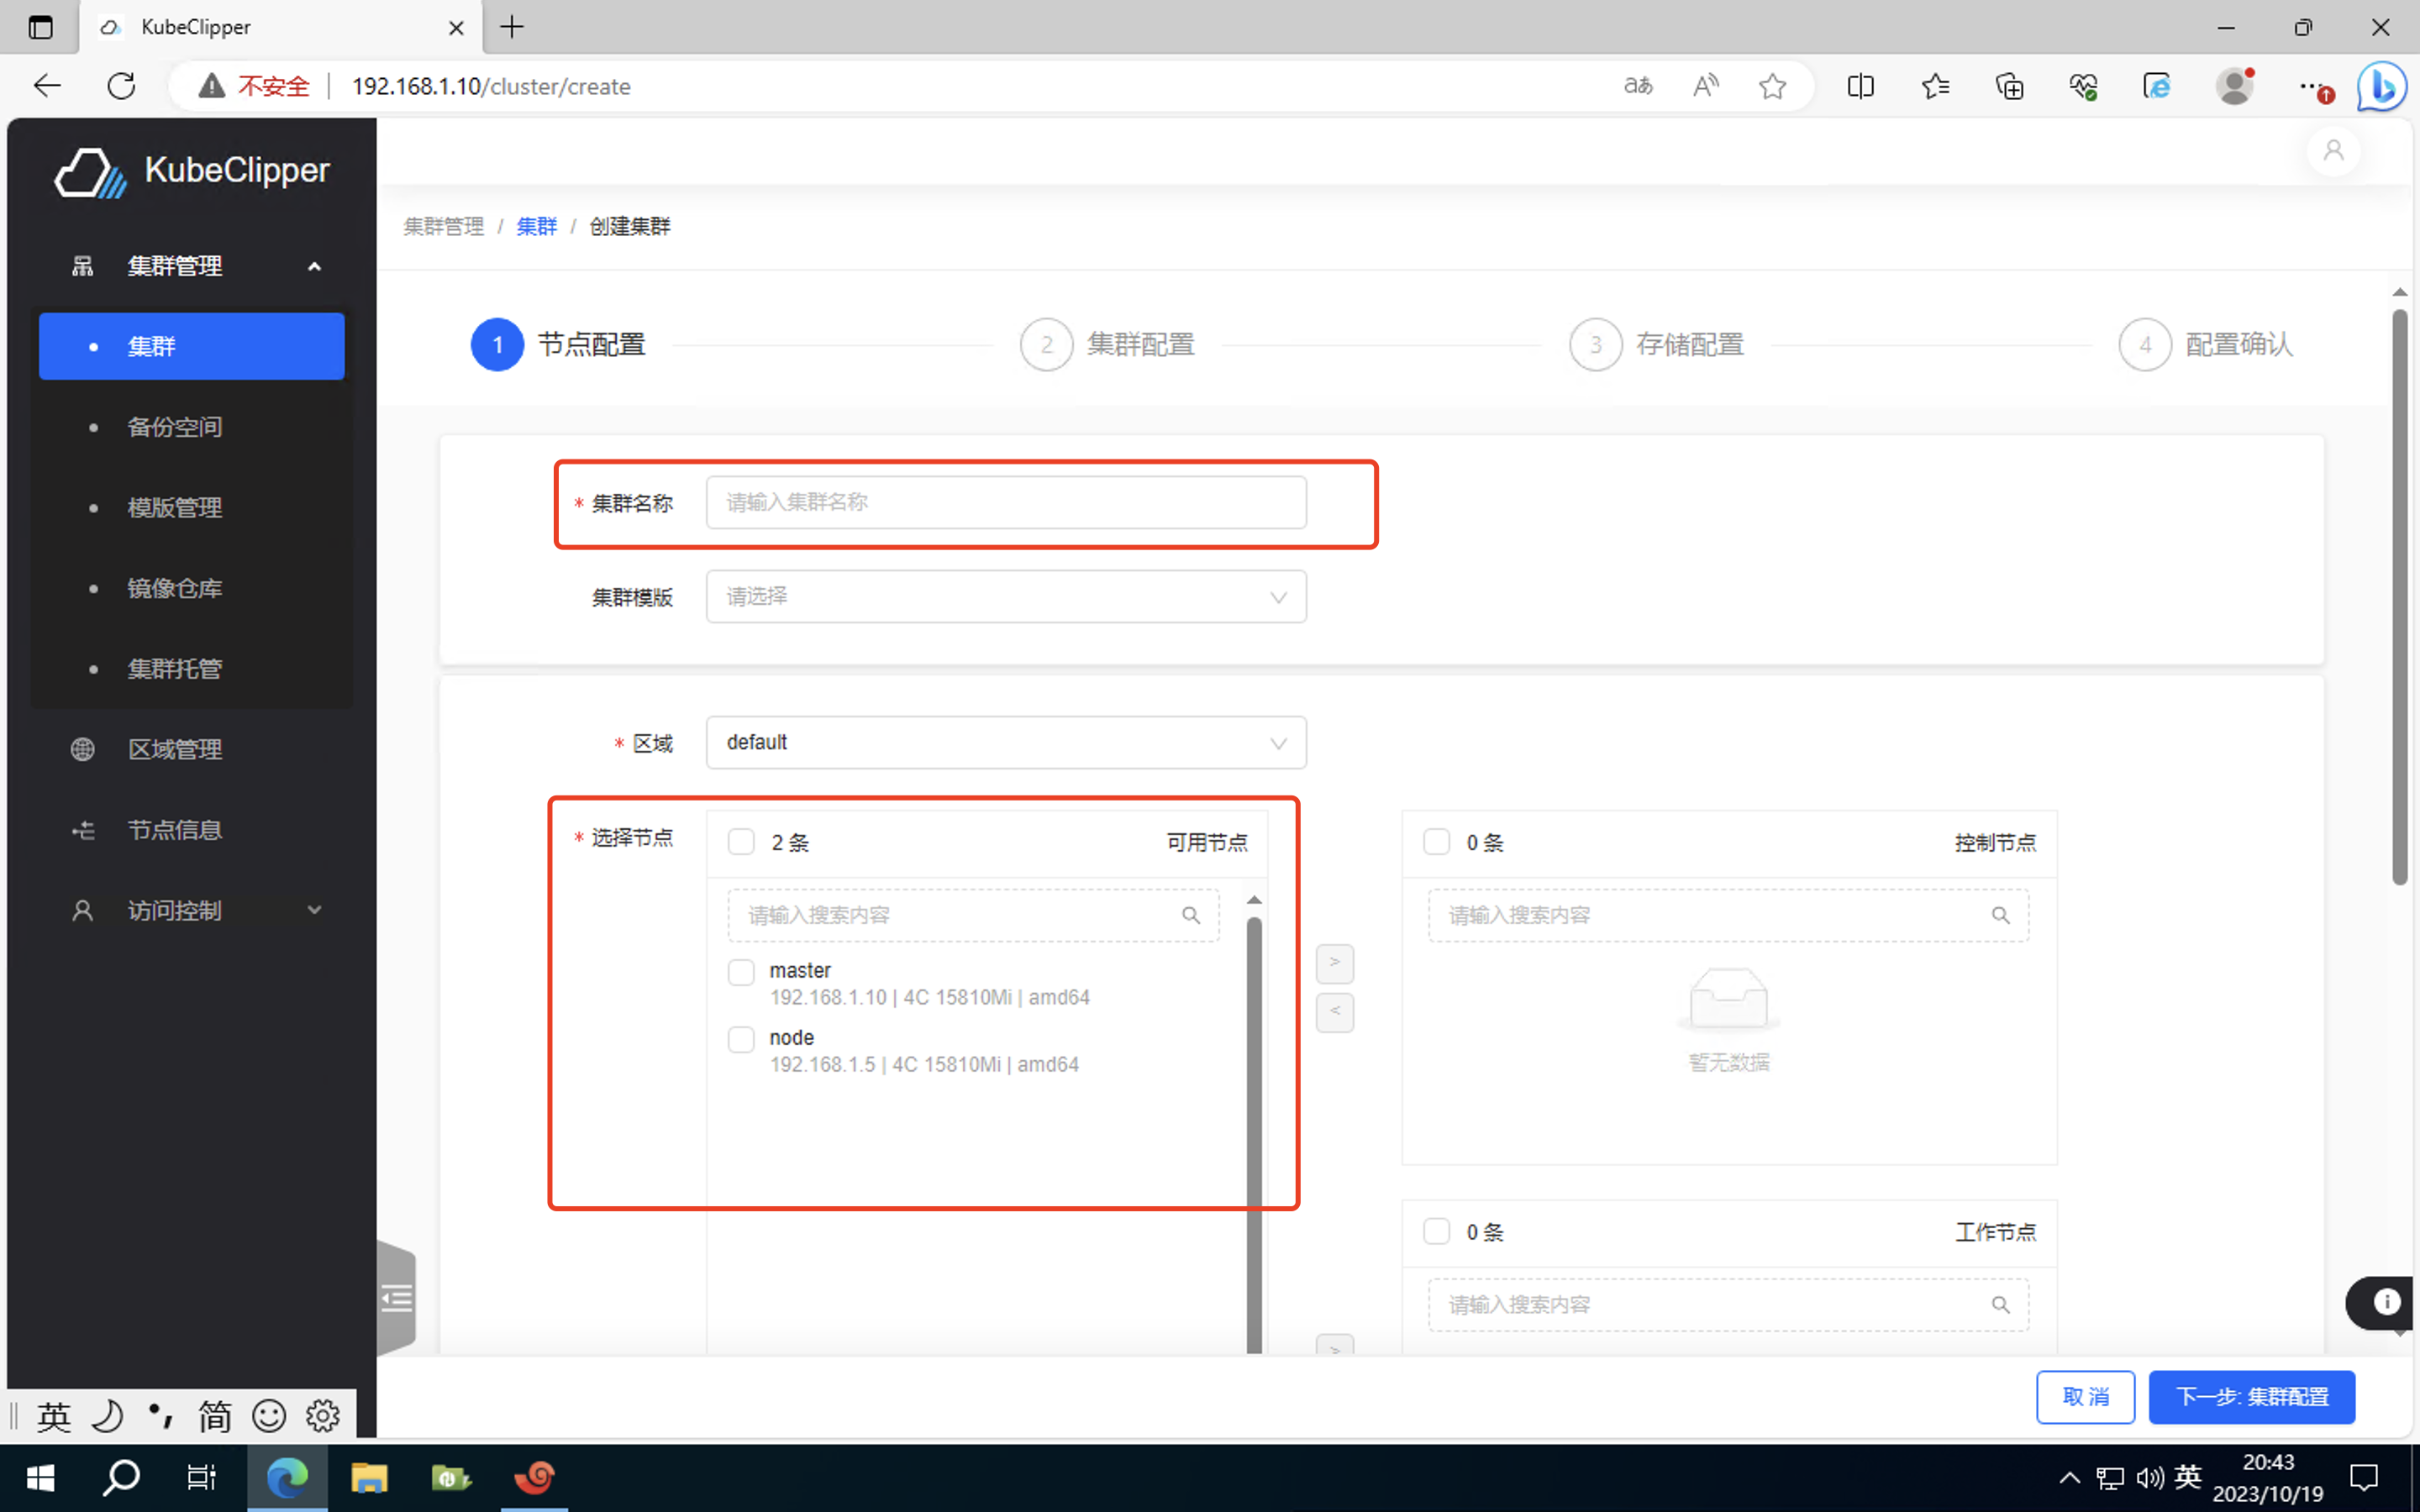 KubeClipper
不安全 192.168.1.10/cluster/create
aあ
KubeClipper
集群管理
集群
备份空间
模版管理
镜像仓库
集群托管
区域管理
节点信息
访问控制
集群管理 / 集群 / 创建集群
1 节点配置
2 集群配置
3 存储配置
4 配置确认
* 集群名称 请输入集群名称
集群模版 请选择
* 区域 default
* 选择节点
2 条 可用节点
请输入搜索内容
master
192.168.1.10 | 4C 15810Mi | amd64
node
192.168.1.5 | 4C 15810Mi | amd64
>
<
0 条 控制节点
请输入搜索内容
暂无数据
0 条 工作节点
请输入搜索内容
>
取 消
下一步: 集群配置
英 简
英
20:43
2023/10/19